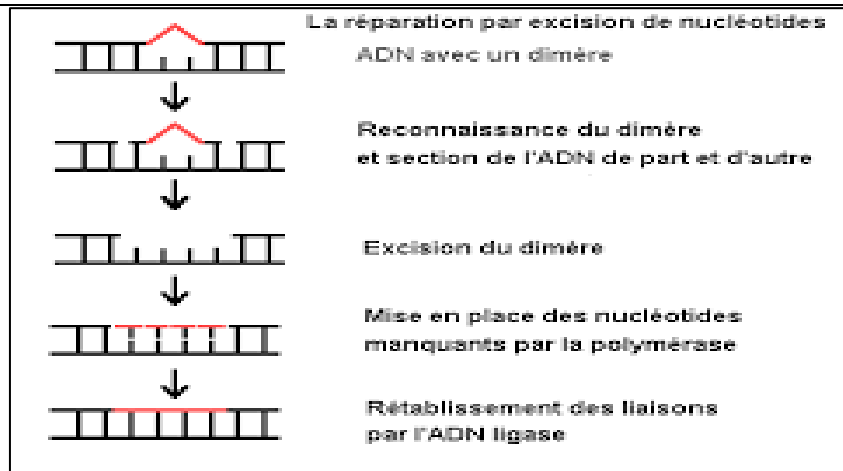 La réparation par excision de nucléotides
ADN avec un dimère
Reconnaissance du dimère
et section de l'ADN de part et d'autre
Excision du dimère
Mise en place des nucléotides
manquants par la polymérase
Rétablissement des liaisons
par l'ADN ligase